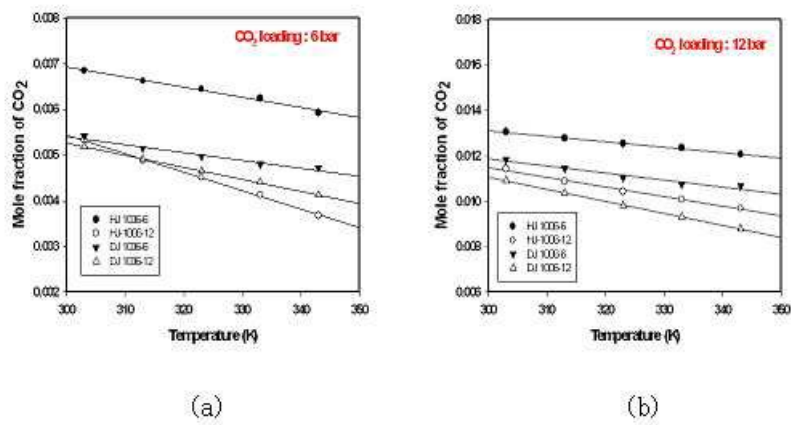 CO2 loading : 6 bar
Mole fraction of CO2
0.008
0.007
0.006
0.005
0.004
0.003
0.002
HJ 1006-6
HJ-1006-12
DJ 1006-6
DJ 1006-12
300 310 320 330 340 350
Temperature (K)
(a)
CO2 loading : 12 bar
Mole fraction of CO2
0.018
0.016
0.014
0.012
0.010
0.008
0.006
HJ 1006-6
HJ 1006-12
DJ 1006-6
DJ 1006-12
300 310 320 330 340 350
Temperature (K)
(b)